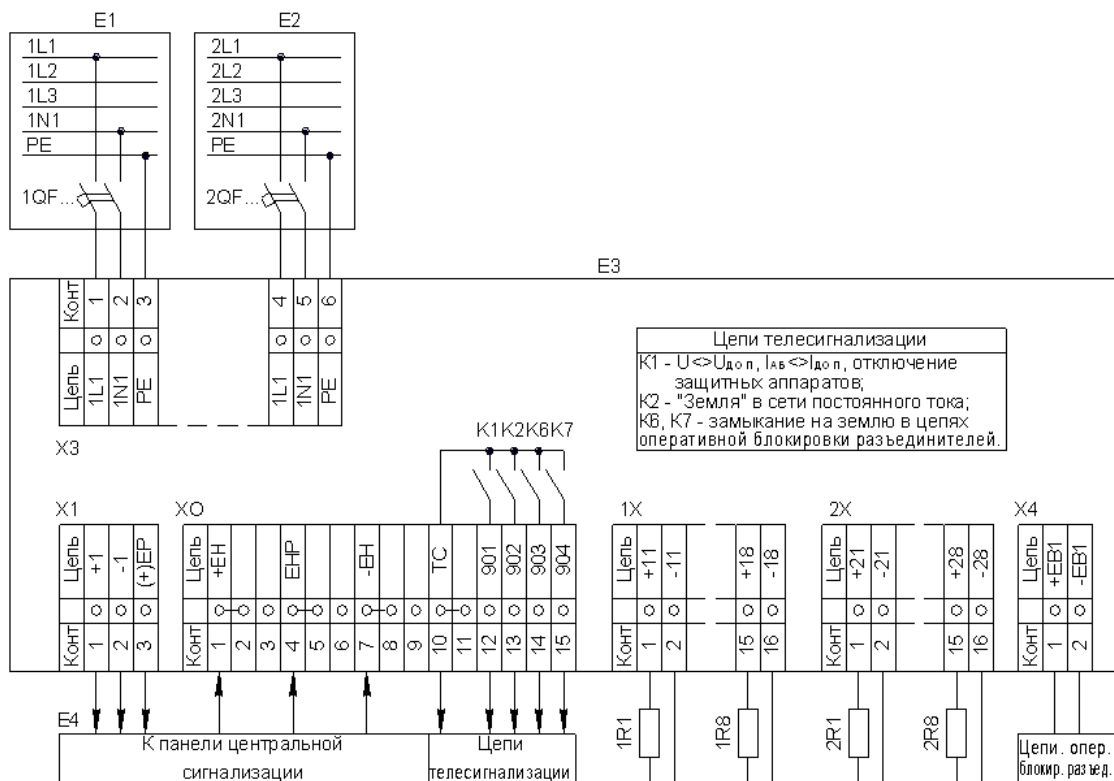 E1
E2
1L1
1L2
1L3
1N1
PE
1QF...
2L1
2L2
2L3
2N1
PE
2QF...
E3
Конт
1
2
3
4
5
6
Цепь
1L1
1N1
PE
1L1
1N1
PE
X3
Цепи телесигнализации
K1 - U<>Uдоп, IАБ<>Iдоп, отключение
защитных аппаратов;
K2 - "Земля" в сети постоянного тока;
K6, K7 - замыкание на землю в цепях
оперативной блокировки разъединителей.
K1 K2 K6 K7
X1
Цепь
+1
-1
(+)EP
Конт
1
2
3
XO
Цепь
+EH
EHP
-EH
TC
901
902
903
904
Конт
1
2
3
4
5
6
7
8
9
10
11
12
13
14
15
1X
Цепь
+11
-11
+18
-18
Конт
1
2
15
16
2X
Цепь
+21
-21
+28
-28
Конт
1
2
15
16
X4
Цепь
+EB1
-EB1
Конт
1
2
E4
К панели центральной
сигнализации
Цепи
телесигнализации
1R1
1R8
2R1
2R8
Цепи. опер.
блокир. разъед.